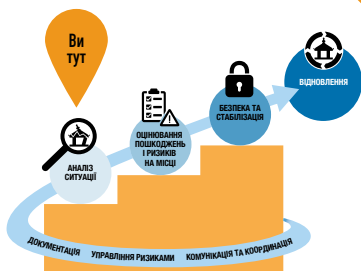 Ви
тут
АНАЛІЗ
СИТУАЦІЇ
ОЦІНЮВАННЯ
ПОШКОДЖЕНЬ
І РИЗИКІВ
НА МІСЦІ
БЕЗПЕКА ТА
СТАБІЛІЗАЦІЯ
ВІДНОВЛЕННЯ
ДОКУМЕНТАЦІЯ УПРАВЛІННЯ РИЗИКАМИ КОМУНІКАЦІЯ ТА КООРДИНАЦІЯ